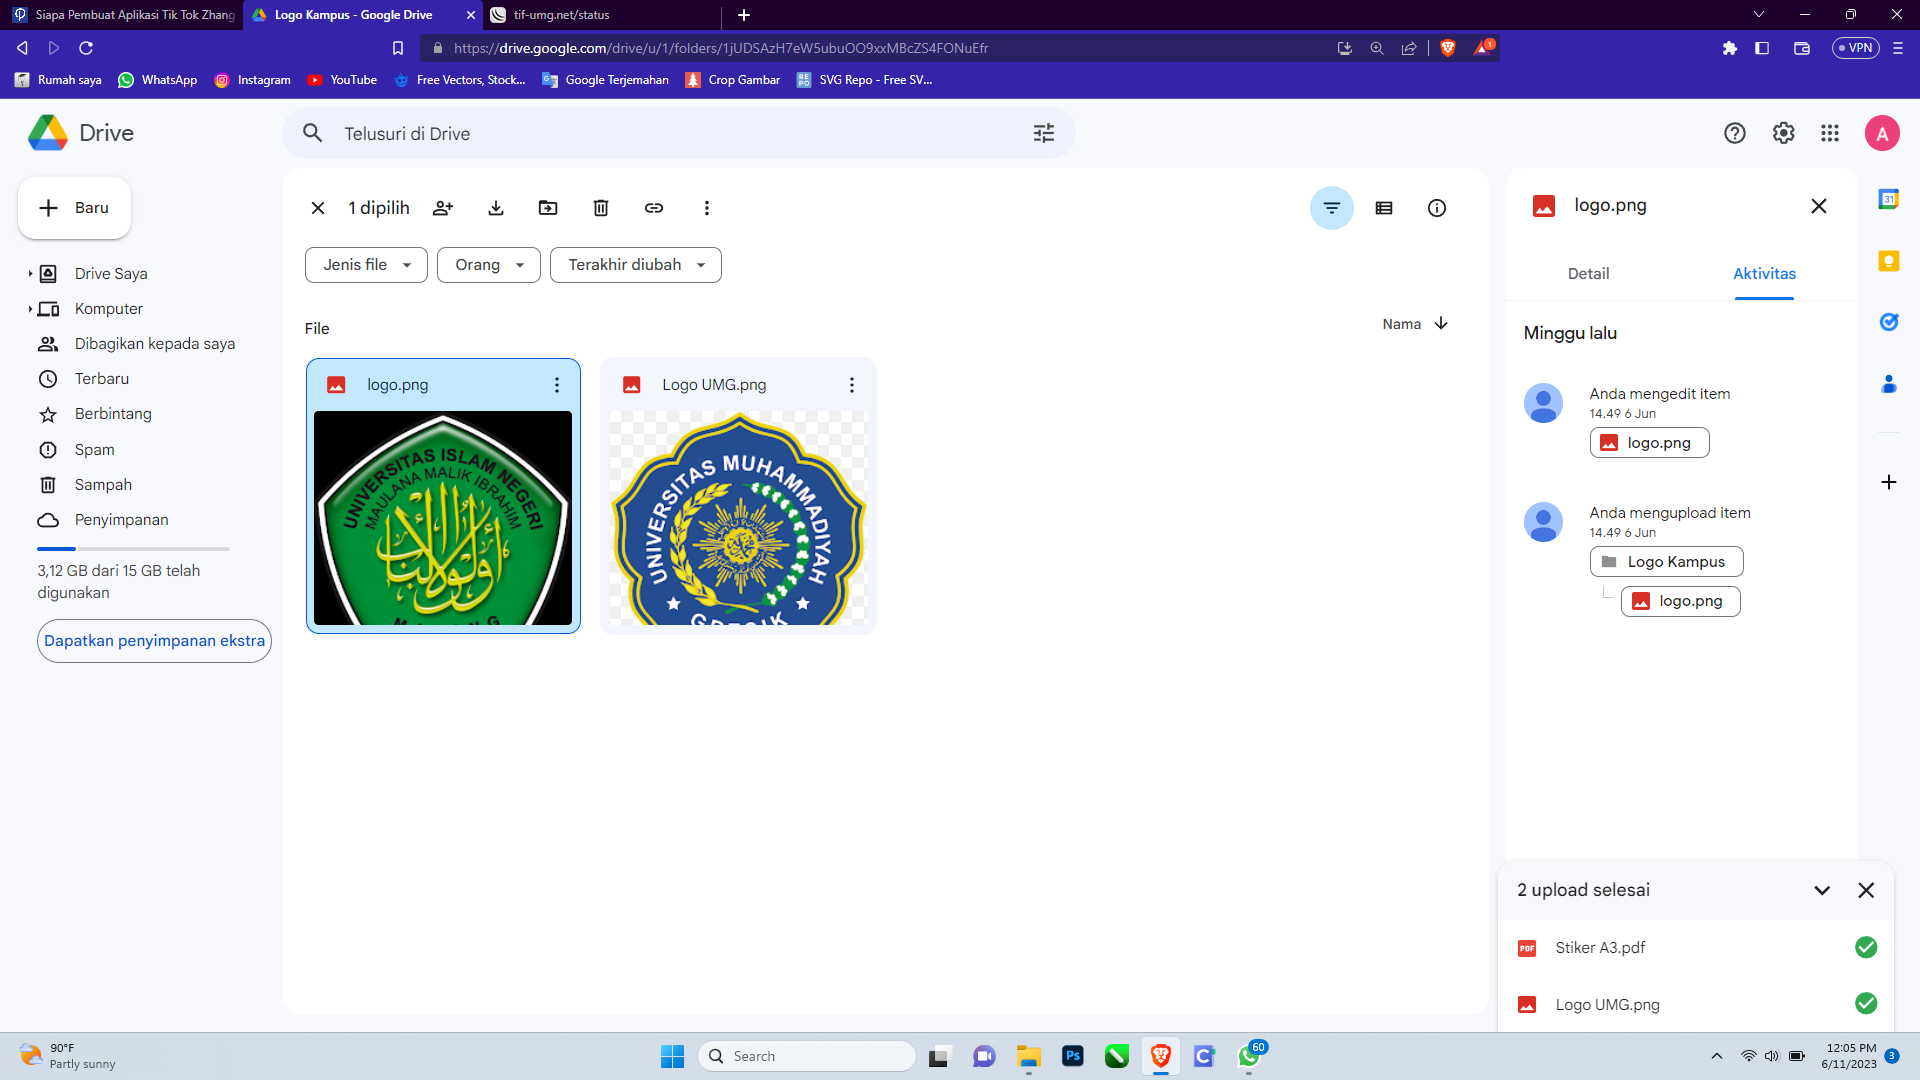 Siapa Pembuat Aplikasi Tik Tok Zhang
Logo Kampus - Google Drive
tif-umg.net/status
https://drive.google.com/drive/u/1/folders/1jUDSAzH7eW5ubuOO9xxMBcZS4FONuEfr
1
VPN
Rumah saya
WhatsApp
Instagram
YouTube
Free Vectors, Stock...
Google Terjemahan
Crop Gambar
SVG Repo - Free SV...
Drive
Telusuri di Drive
A
Baru
1 dipilih
logo.png
31
Jenis file
Orang
Terakhir diubah
Detail
Aktivitas
Drive Saya
Komputer
Dibagikan kepada saya
Terbaru
Berbintang
Spam
Sampah
Penyimpanan
3,12 GB dari 15 GB telah
digunakan
Dapatkan penyimpanan ekstra
File
Nama
logo.png
UNIVERSITAS ISLAM NEGERI
MAULANA MALIK IBRAHIM
Logo UMG.png
UNIVERSITAS MUHAMMADIYAH
GRESIK
Minggu lalu
Anda mengedit item
14.49 6 Jun
logo.png
Anda mengupload item
14.49 6 Jun
Logo Kampus
logo.png
2 upload selesai
PDF
Stiker A3.pdf
Logo UMG.png
90°F
Partly sunny
Search
Ps
60
12:05 PM
6/11/2023
3